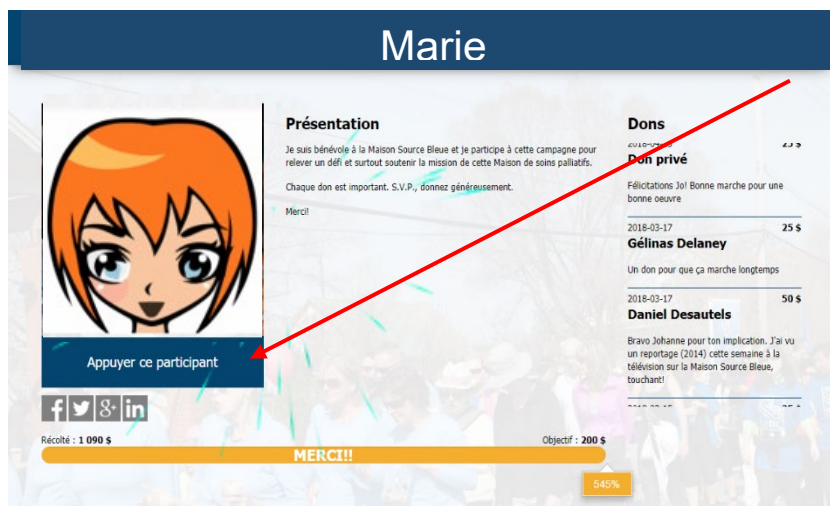 Marie
Présentation
Je suis bénévole à la Maison Source Bleue et je participe à cette campagne pour
relever un défi et surtout soutenir la mission de cette Maison de soins palliatifs.
Chaque don est important. S.V.P., donnez généreusement.
Merci!
Appuyer ce participant
Récolté : 1 090 $
Objectif : 200 $
MERCI!!
545%
Dons
Don privé
Félicitations Jo! Bonne marche pour une
bonne oeuvre
2018-03-17 25 $
Gélinas Delaney
Un don pour que ça marche longtemps
2018-03-17 50 $
Daniel Desautels
Bravo Johanne pour ton implication. J'ai vu
un reportage (2014) cette semaine à la
télévision sur la Maison Source Bleue,
touchant!